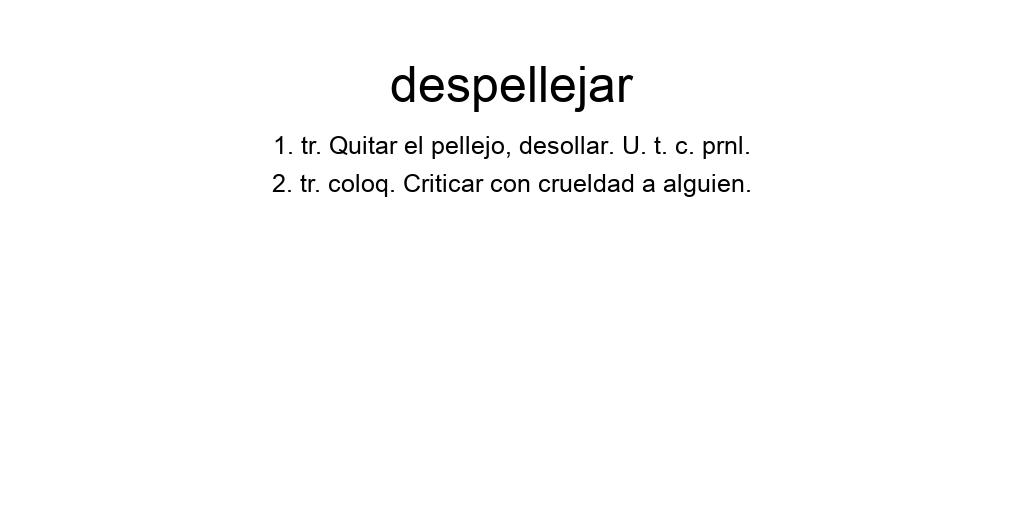 despellejar
1. tr. Quitar el pellejo, desollar. U. t. c. prnl.
2. tr. coloq. Criticar con crueldad a alguien.